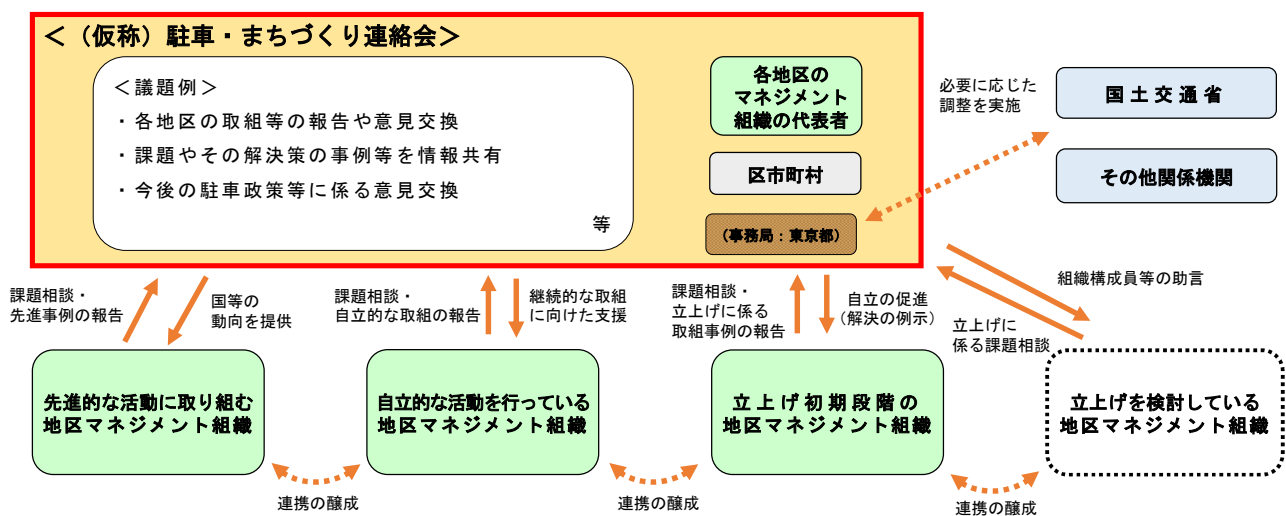 ＜（仮称）駐車・まちづくり連絡会＞
＜議題例＞
・各地区の取組等の報告や意見交換
・課題やその解決策の事例等を情報共有
・今後の駐車政策等に係る意見交換
等
各地区の
マネジメント
組織の代表者
区市町村
（事務局：東京都）
必要に応じた
調整を実施
国土交通省
その他関係機関
課題相談・
先進事例の報告
国等の
動向を提供
課題相談・
自立的な取組の報告
継続的な取組
に向けた支援
課題相談・
立上げに係る
取組事例の報告
自立の促進
（解決の例示）
立上げに
係る課題相談
組織構成員等の助言
先進的な活動に取り組む
地区マネジメント組織
自立的な活動を行っている
地区マネジメント組織
立上げ初期段階の
地区マネジメント組織
立上げを検討している
地区マネジメント組織
連携の醸成
連携の醸成
連携の醸成